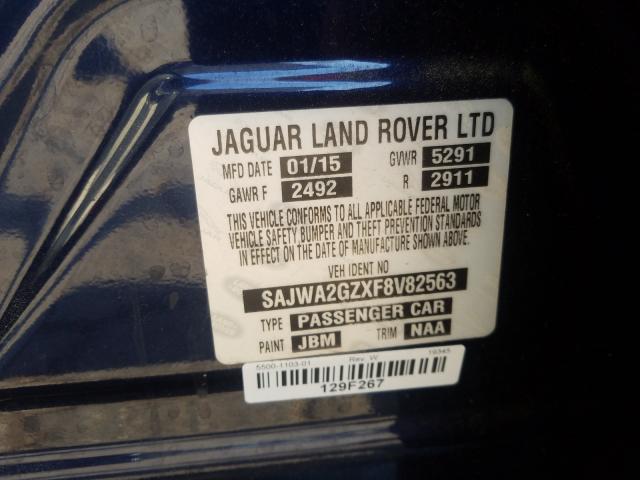 JAGUAR LAND ROVER LTD
MFD DATE 01/15 GVWR 5291
GAWR F 2492 R 2911
THIS VEHICLE CONFORMS TO ALL APPLICABLE FEDERAL MOTOR
VEHICLE SAFETY BUMPER AND THEFT PREVENTION STANDARDS
IN EFFECT ON THE DATE OF MANUFACTURE SHOWN ABOVE.
VEH IDENT NO
SAJWA2GZXF8V82563
TYPE PASSENGER CAR
PAINT JBM TRIM NAA
5500-1103-01 Rev. W 19345
129F267